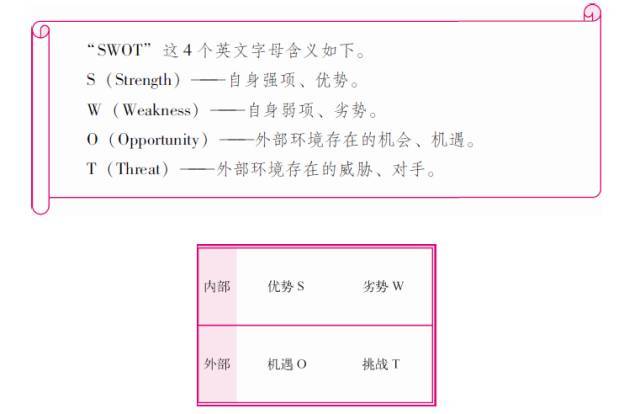 “SWOT” 这 4 个英文字母含义如下。
S（Strength）——自身强项、优势。
W（Weakness）——自身弱项、劣势。
O（Opportunity）——外部环境存在的机会、机遇。
T（Threat）——外部环境存在的威胁、对手。
内部 优势 S 劣势 W
外部 机遇 O 挑战 T